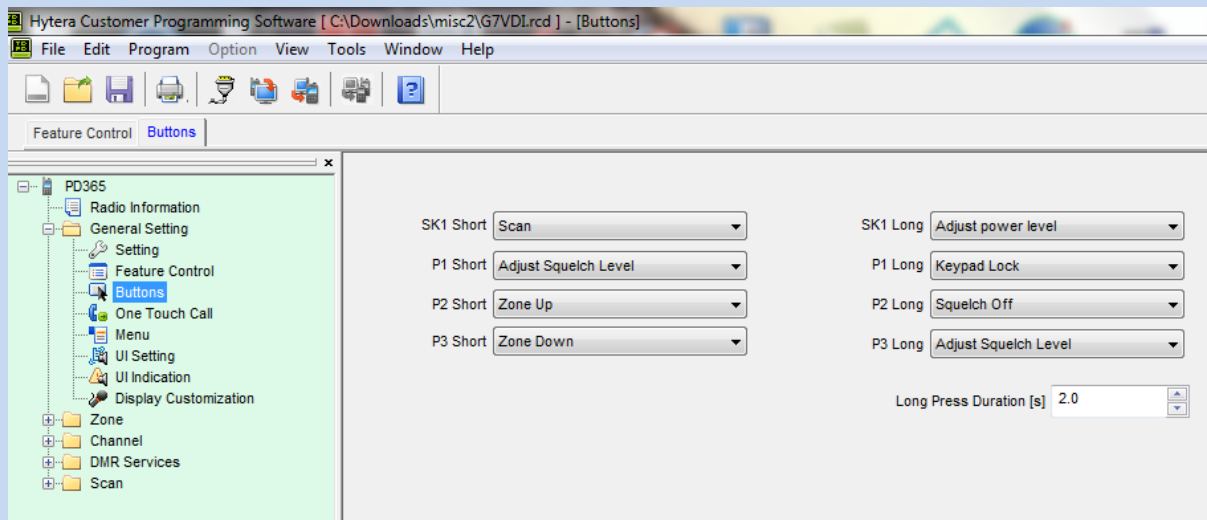 Hytera Customer Programming Software [ C:\Downloads\misc2\G7VDI.rcd ] - [Buttons]
File Edit Program Option View Tools Window Help
Feature Control Buttons
PD365
Radio Information
General Setting
Setting
Feature Control
Buttons
One Touch Call
Menu
UI Setting
UI Indication
Display Customization
Zone
Channel
DMR Services
Scan
SK1 Short Scan SK1 Long Adjust power level
P1 Short Adjust Squelch Level P1 Long Keypad Lock
P2 Short Zone Up P2 Long Squelch Off
P3 Short Zone Down P3 Long Adjust Squelch Level
Long Press Duration [s] 2.0